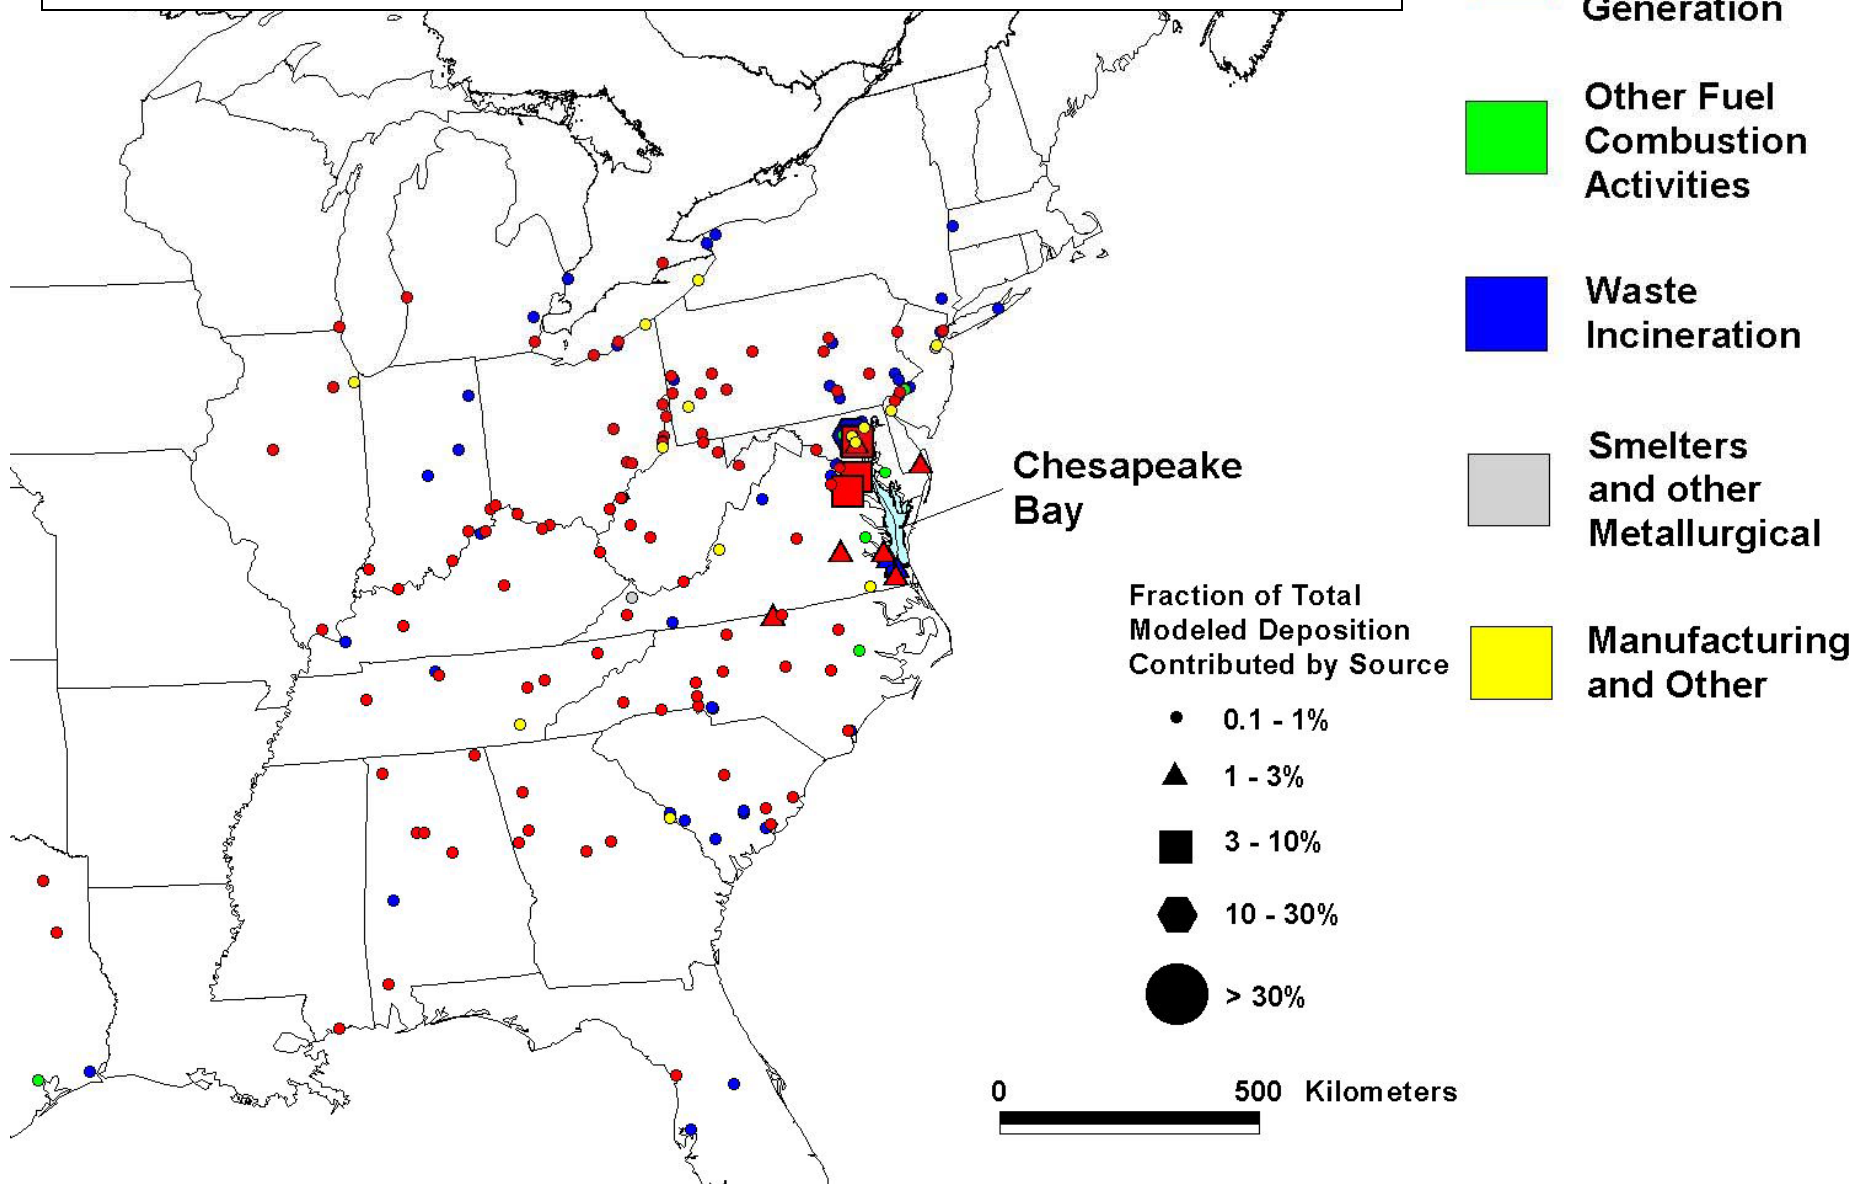 Generation
Other Fuel
Combustion
Activities
Waste
Incineration
Smelters
and other
Metallurgical
Manufacturing
and Other
Chesapeake
Bay
Fraction of Total
Modeled Deposition
Contributed by Source
0.1 - 1%
1 - 3%
3 - 10%
10 - 30%
> 30%
0 500 Kilometers